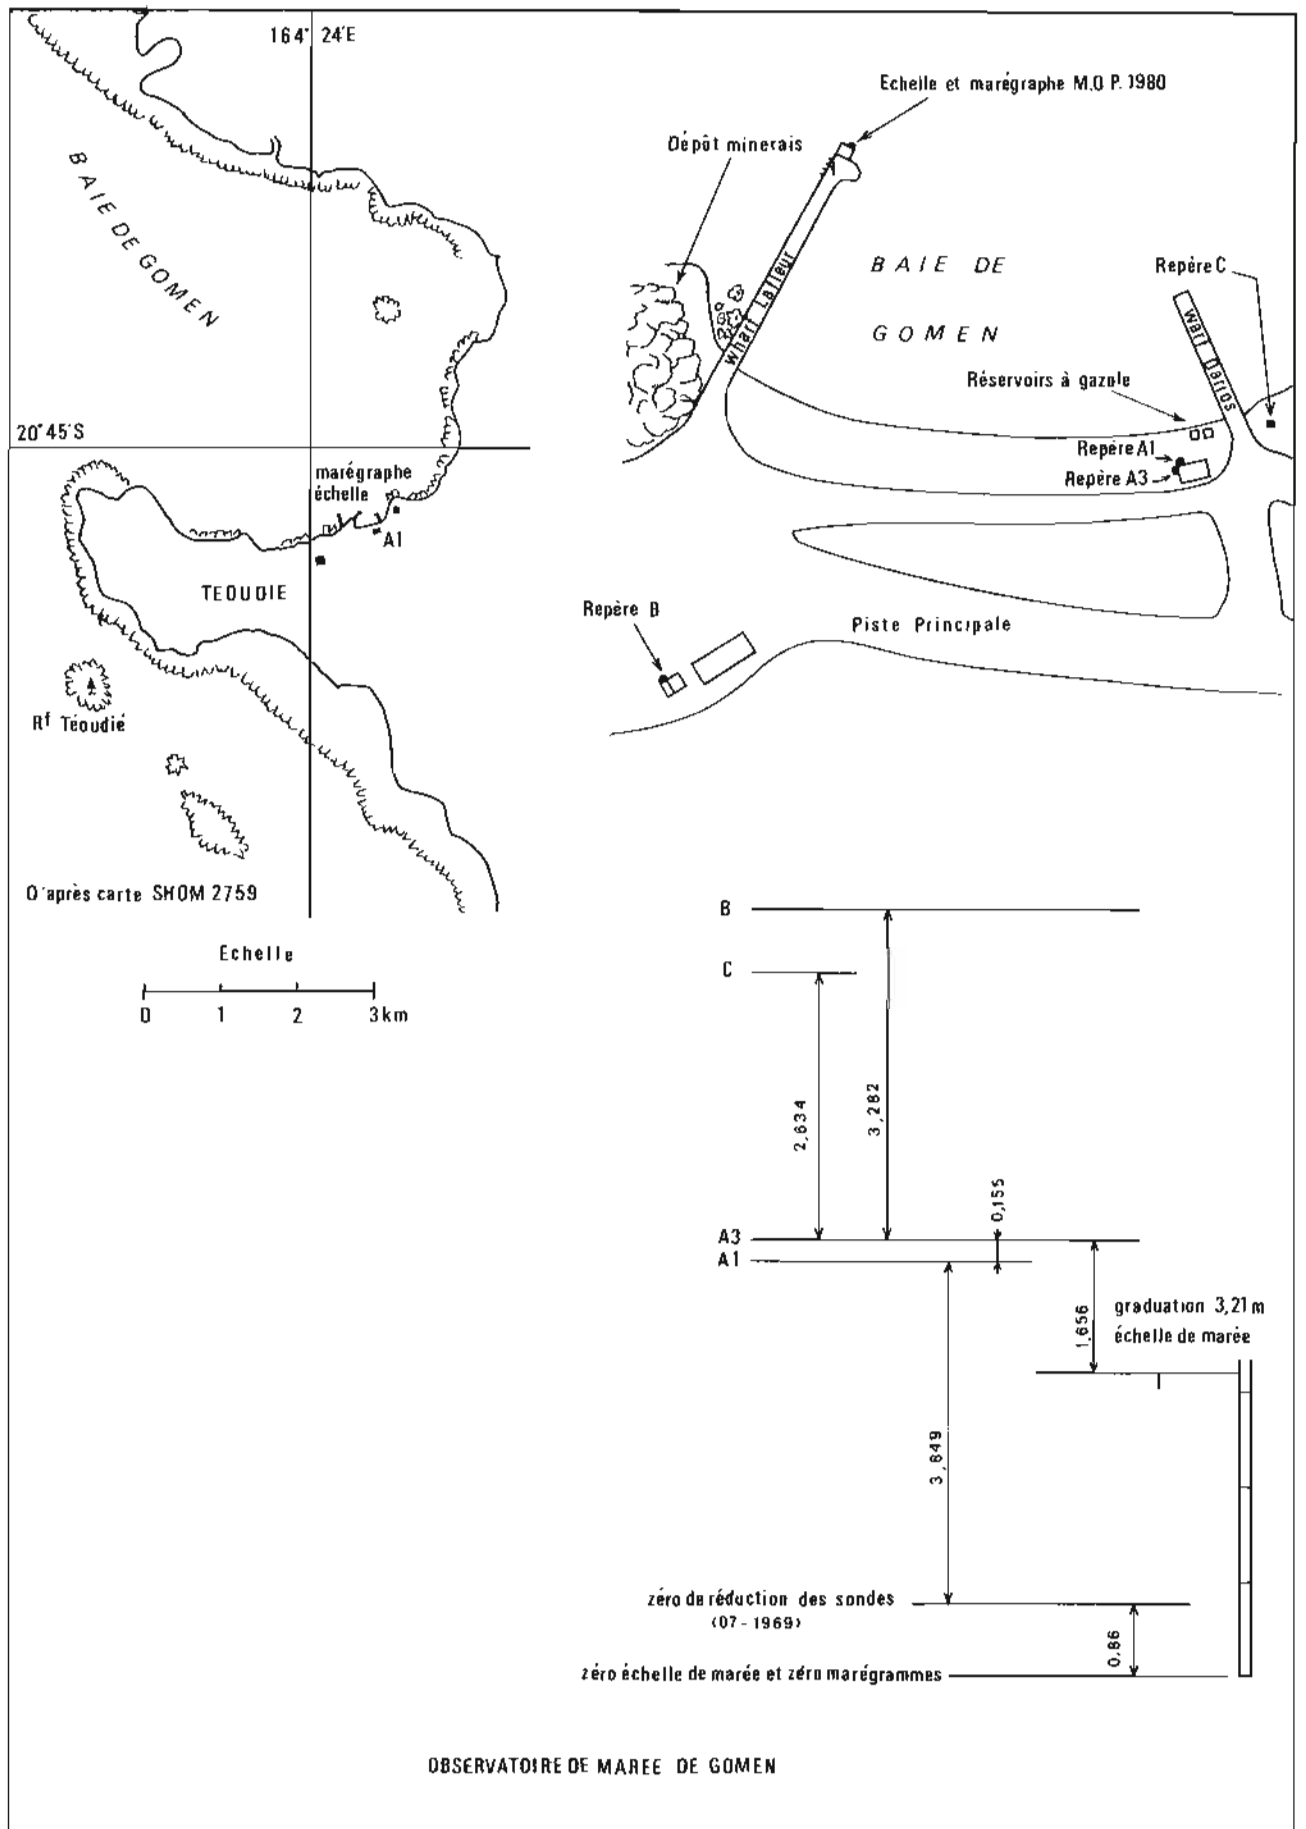 164° 24'E
BAIE DE GOMEN
20°45'S
marégraphe
échelle
A1
TEOUDIE
Rf Téoudié
D'après carte SHOM 2759
Echelle
0 1 2 3km
Echelle et marégraphe M.O.P. 1980
Dépôt minerais
Wharf Lafleur
BAIE DE
GOMEN
Repère C
Réservoirs à gazole
Repère A1
Repère A3
Repère B
Piste Principale
B
C
2,634
3,282
A3
A1
0,155
1,656
graduation 3,21m
échelle de marée
3,849
zéro de réduction des sondes
(07-1969)
0.86
zéro échelle de marée et zéro marégrammes
OBSERVATOIRE DE MAREE DE GOMEN